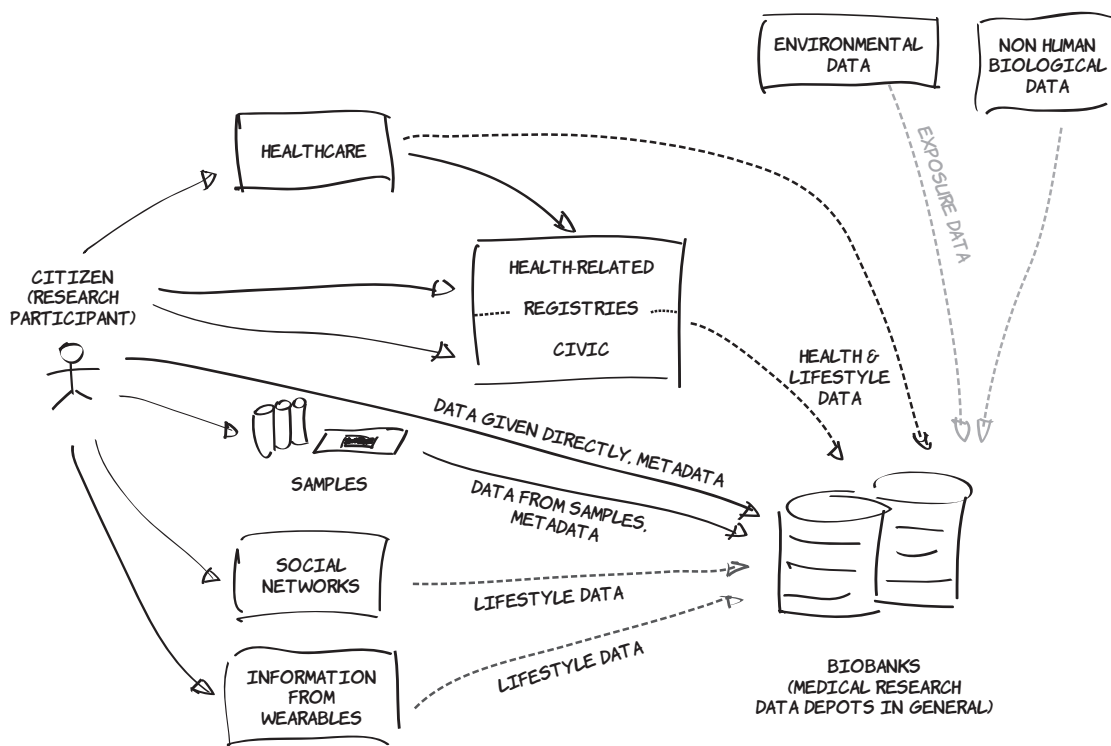 ENVIRONMENTAL
DATA
NON HUMAN
BIOLOGICAL
DATA
HEALTHCARE
EXPOSURE DATA
HEALTH-RELATED
REGISTRIES
CIVIC
CITIZEN
(RESEARCH
PARTICIPANT)
HEALTH &
LIFESTYLE
DATA
DATA GIVEN DIRECTLY, METADATA
SAMPLES
DATA FROM SAMPLES,
METADATA
SOCIAL
NETWORKS
LIFESTYLE DATA
INFORMATION
FROM
WEARABLES
LIFESTYLE DATA
BIOBANKS
(MEDICAL RESEARCH
DATA DEPOTS IN GENERAL)